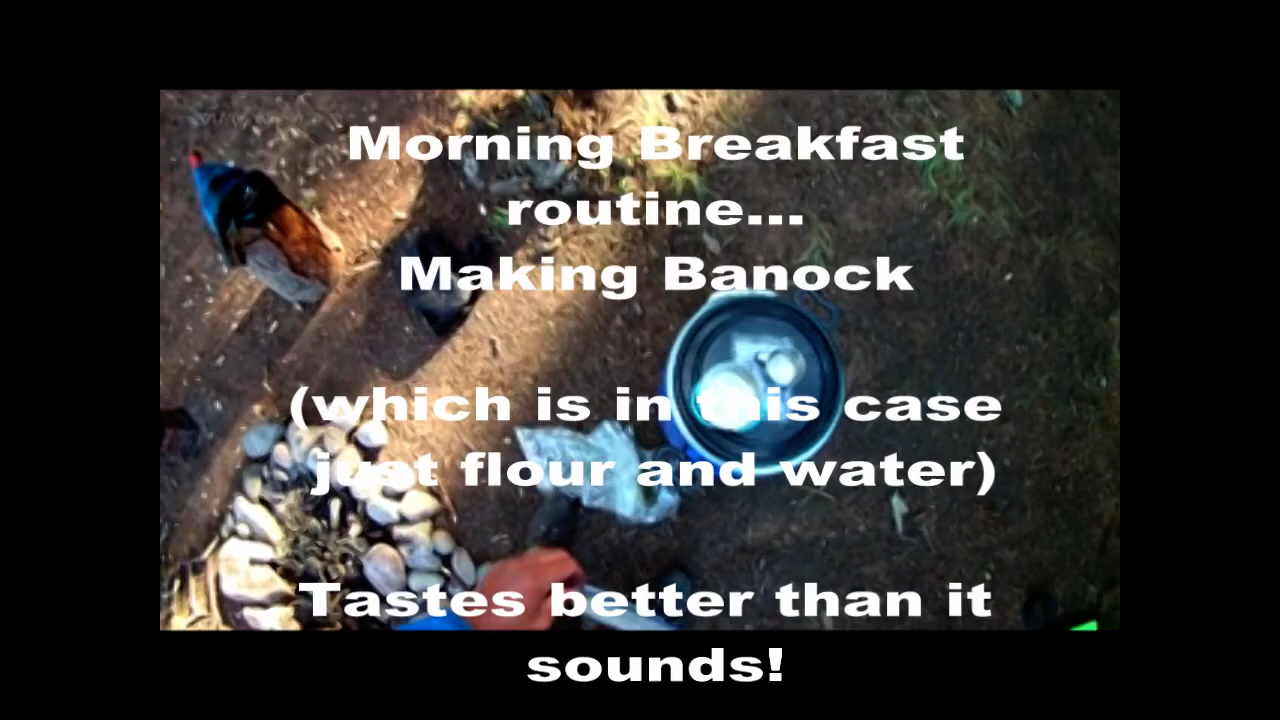 Morning Breakfast
routine...
Making Banock
(which is in this case
just flour and water)
Tastes better than it
sounds!